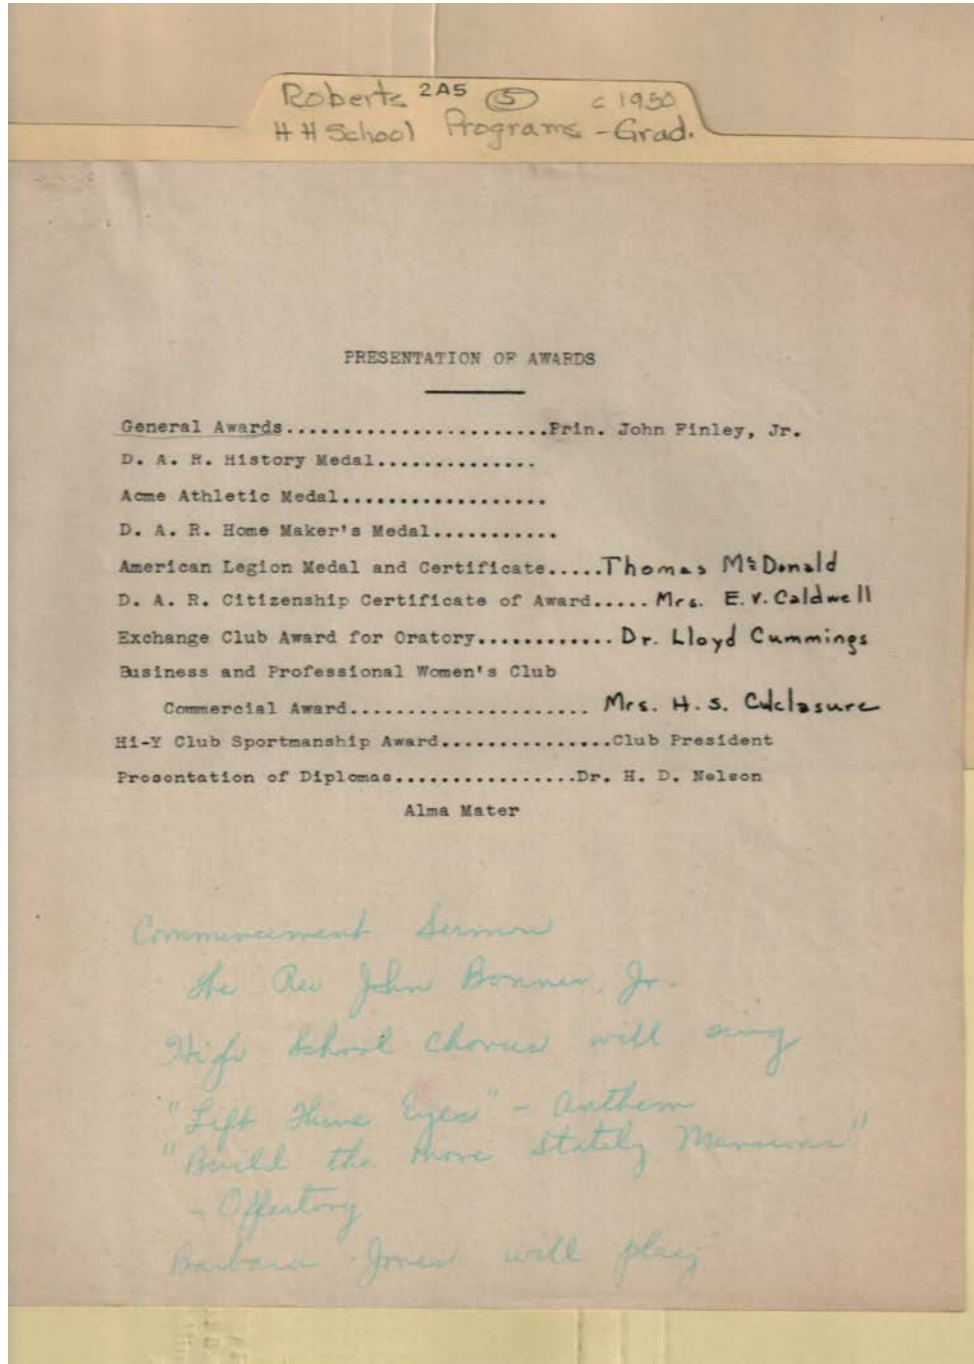 Roberts 2A5 5 c 1950
H H School Programs - Grad.
PRESENTATION OF AWARDS
General Awards.......................Prin. John Finley, Jr.
D. A. R. History Medal..............
Acme Athletic Medal..................
D. A. R. Home Maker's Medal...........
American Legion Medal and Certificate.....Thomas McDonald
D. A. R. Citizenship Certificate of Award..... Mrs. E. V. Caldwell
Exchange Club Award for Oratory............ Dr. Lloyd Cummings
Business and Professional Women's Club
Commercial Award..................... Mrs. H. S. Culclasure
Hi-Y Club Sportmanship Award...............Club President
Presentation of Diplomas................Dr. H. D. Nelson
Alma Mater
Commencement Sermon
the Rev John Bonner, Jr.
High School Chorus will sing
"Lift Thine Eyes" - Anthem
"Build the More Stately Mansions"
- Offertory
Barbara Jones will play